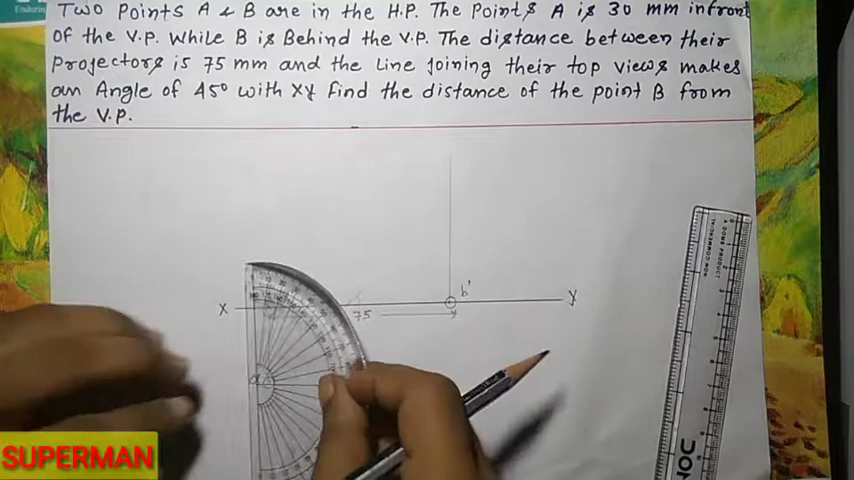 Two Points A & B are in the H.P. The Points A is 30 mm infront
of the V.P. While B is Behind the V.P. The distance between their
Projectors is 75 mm and the Line joining their top views makes
an Angle of 45° with XY find the distance of the point B from
the V.P.
b'
X
Y
75
NON-COMMERCIAL
SUPERMAN